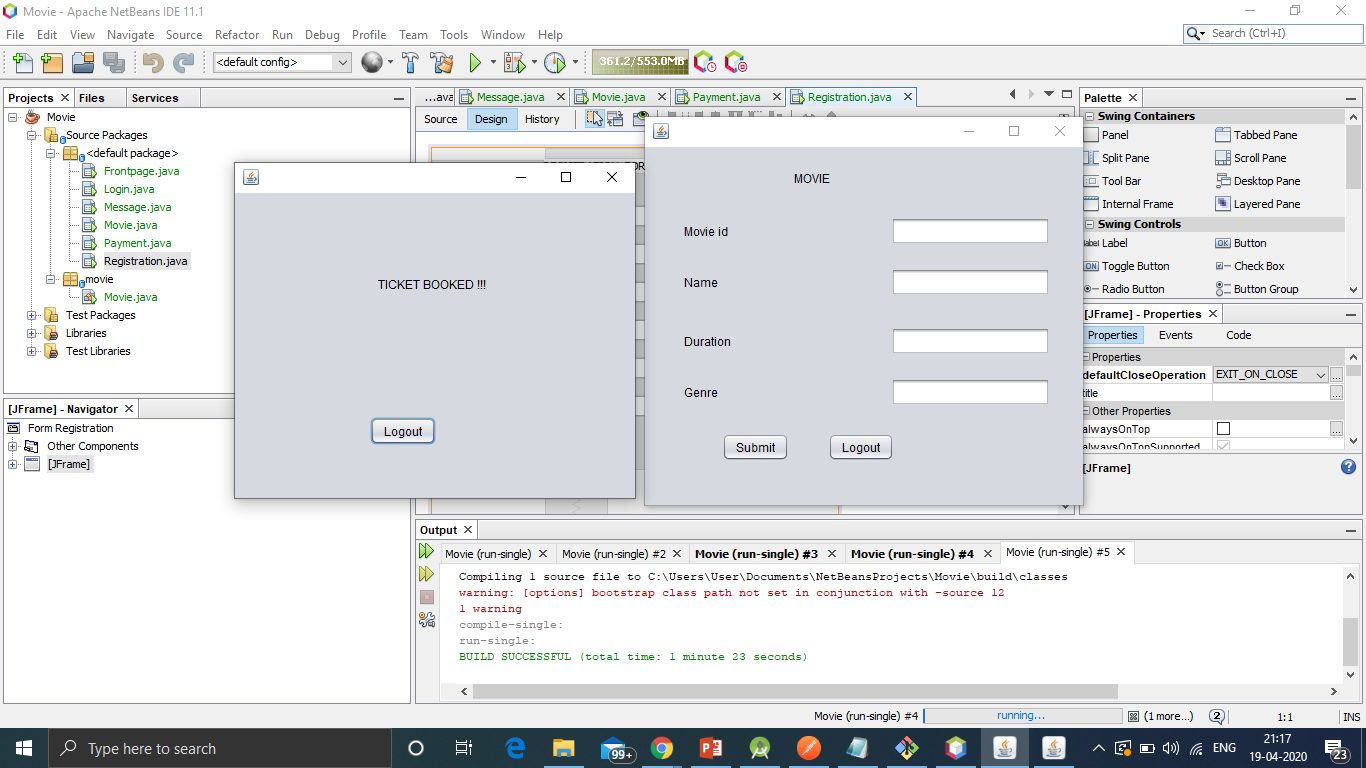 Movie - Apache NetBeans IDE 11.1
File Edit View Navigate Source Refactor Run Debug Profile Team Tools Window Help
Search (Ctrl+I)
<default config>
361.2/553.0MB
Projects Files Services
Movie
Source Packages
<default package>
Frontpage.java
Login.java
Message.java
Movie.java
Payment.java
Registration.java
movie
Movie.java
Test Packages
Libraries
Test Libraries
[JFrame] - Navigator
Form Registration
Other Components
[JFrame]
...ava Message.java Movie.java Payment.java Registration.java
Source Design History
TICKET BOOKED !!!
Logout
MOVIE
Movie id
Name
Duration
Genre
Submit Logout
Palette
Swing Containers
Panel Tabbed Pane
Split Pane Scroll Pane
Tool Bar Desktop Pane
Internal Frame Layered Pane
Swing Controls
Label OK Button
ON Toggle Button Check Box
Radio Button Button Group
[JFrame] - Properties
Properties Events Code
Properties
defaultCloseOperation EXIT_ON_CLOSE ...
title ...
Other Properties
alwaysOnTop ...
alwaysOnTopSupported
[JFrame]
Output
Movie (run-single) Movie (run-single) #2 Movie (run-single) #3 Movie (run-single) #4 Movie (run-single) #5
Compiling 1 source file to C:\Users\User\Documents\NetBeansProjects\Movie\build\classes
warning: [options] bootstrap class path not set in conjunction with -source 12
1 warning
compile-single:
run-single:
BUILD SUCCESSFUL (total time: 1 minute 23 seconds)
Movie (run-single) #4 running... (1 more...) 2 1:1 INS
Type here to search
99+
ENG
21:17
19-04-2020
23